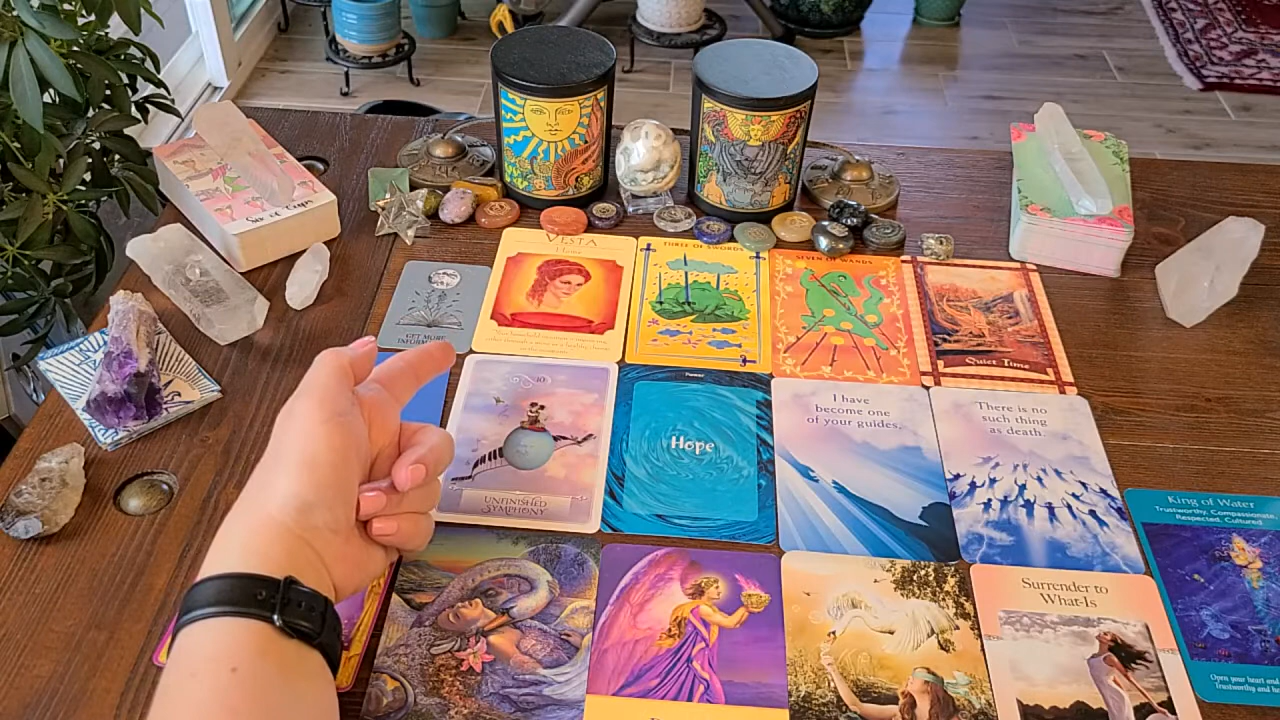 Six of Cups
VESTA
Home
THREE OF SWORDS
SEVEN OF WANDS
GET MORE
INFORMATION
Quiet Time
10
UNFINISHED
SYMPHONY
Hope
I have
become one
of your guides.
There is no
such thing
as death.
King of Water
Trustworthy, Compassionate,
Respected, Cultured
Surrender to
What-Is
Open your heart and
Trustworthy and